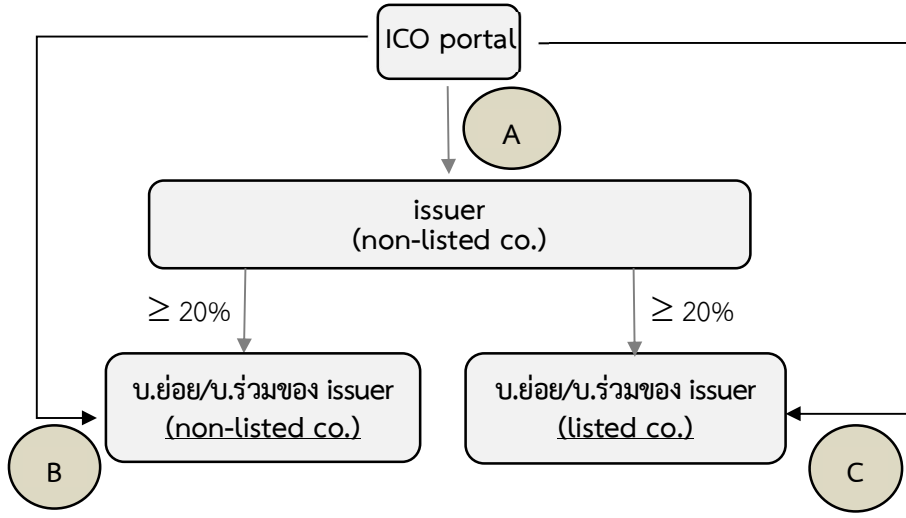 ICO portal
A
issuer
(non-listed co.)
≥ 20%
≥ 20%
บ.ย่อย/บ.ร่วมของ issuer
(non-listed co.)
บ.ย่อย/บ.ร่วมของ issuer
(listed co.)
B
C